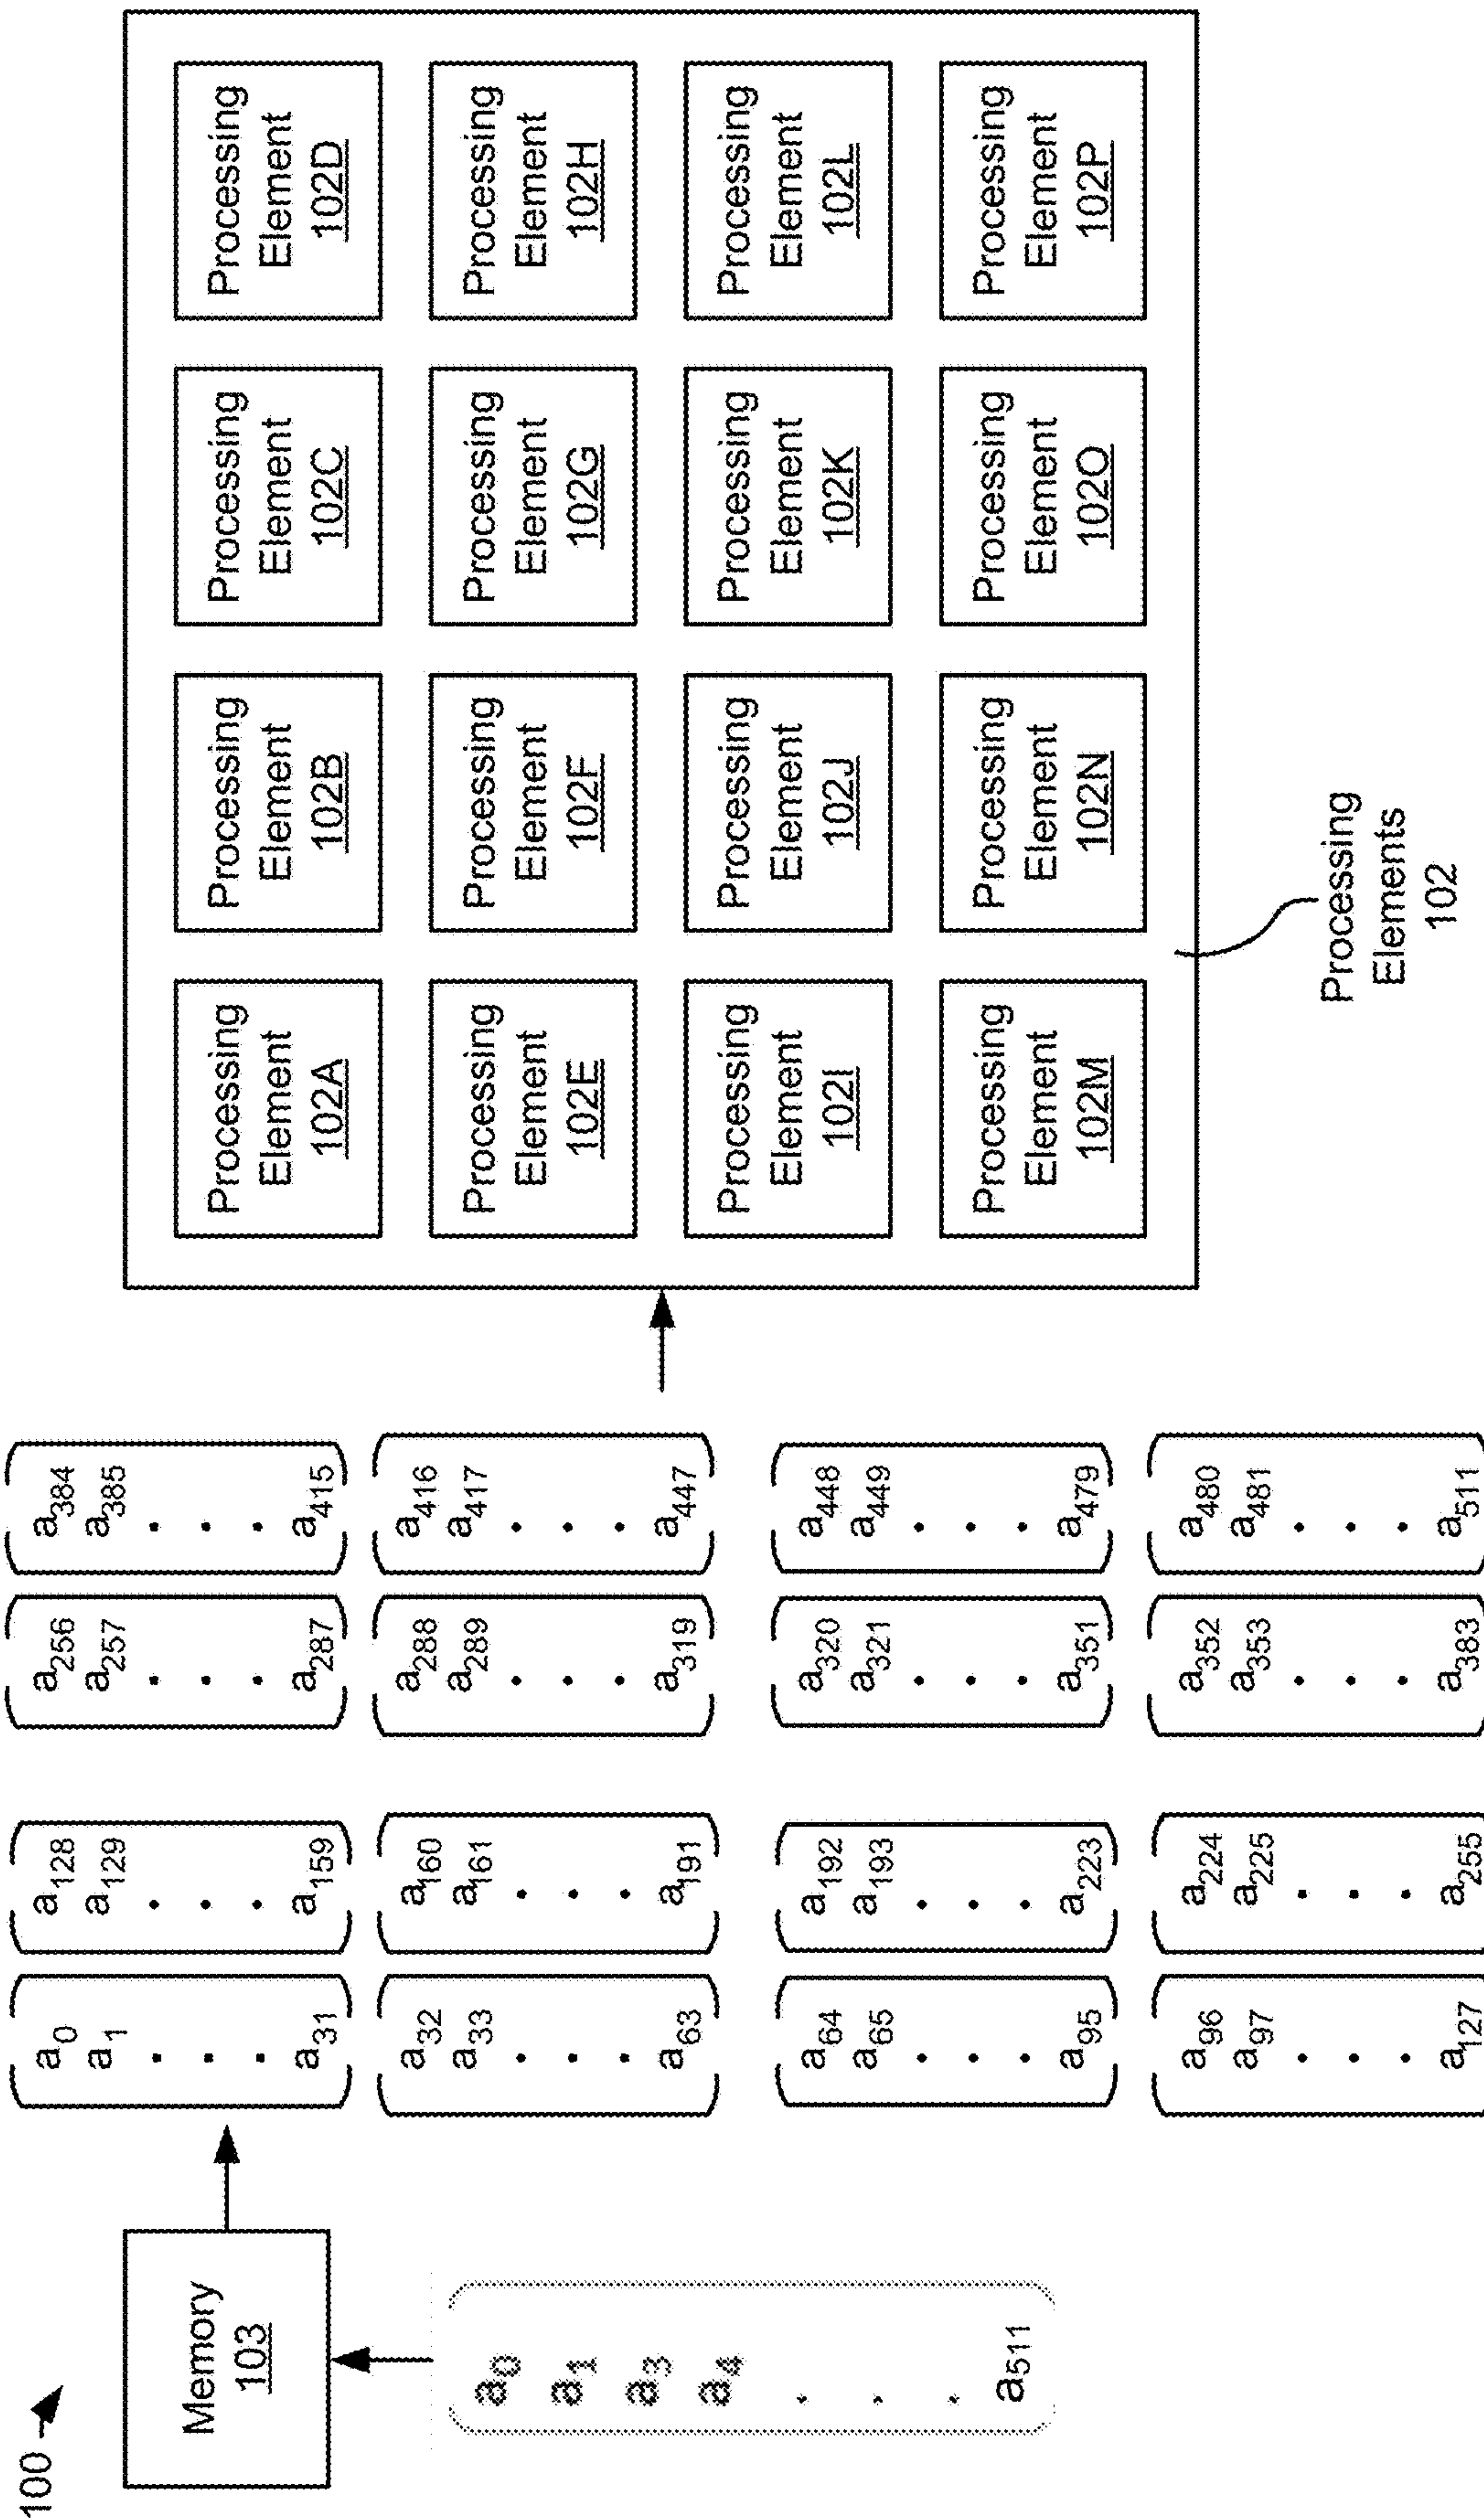 100
Memory
103
a0
a1
a3
a4
.
.
.
a511
a0
a1
.
.
.
a31
a32
a33
.
.
.
a63
a64
a65
.
.
.
a95
a96
a97
.
.
.
a127
a128
a129
.
.
.
a159
a160
a161
.
.
.
a191
a192
a193
.
.
.
a223
a224
a225
.
.
.
a255
a256
a257
.
.
.
a287
a288
a289
.
.
.
a319
a320
a321
.
.
.
a351
a352
a353
.
.
.
a383
a384
a385
.
.
.
a415
a416
a417
.
.
.
a447
a448
a449
.
.
.
a479
a480
a481
.
.
.
a511
Processing
Element
102A
Processing
Element
102B
Processing
Element
102C
Processing
Element
102D
Processing
Element
102E
Processing
Element
102F
Processing
Element
102G
Processing
Element
102H
Processing
Element
102I
Processing
Element
102J
Processing
Element
102K
Processing
Element
102L
Processing
Element
102M
Processing
Element
102N
Processing
Element
102O
Processing
Element
102P
Processing
Elements
102